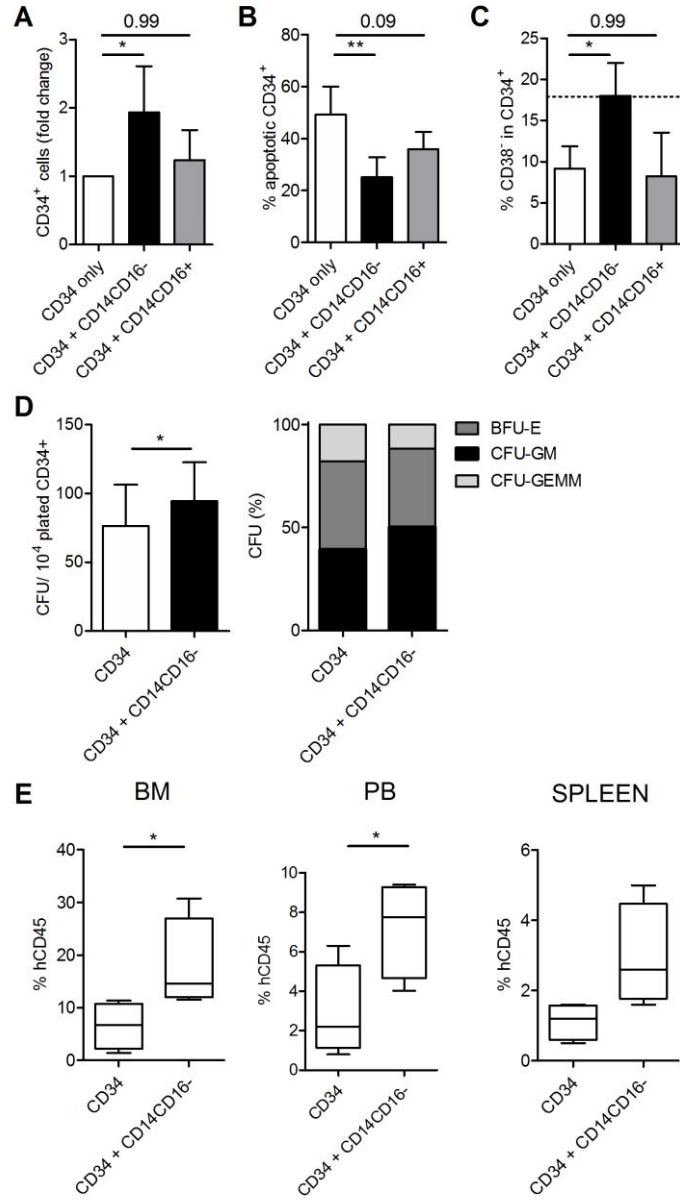 A
0.99
*
CD34+ cells (fold change)
3
2
1
0
CD34 only
CD34 + CD14CD16-
CD34 + CD14CD16+
B
0.09
**
% apoptotic CD34+
80
60
40
20
0
CD34 only
CD34 + CD14CD16-
CD34 + CD14CD16+
C
0.99
*
% CD38- in CD34+
25
20
15
10
5
0
CD34 only
CD34 + CD14CD16-
CD34 + CD14CD16+
D
*
CFU/ 10^4 plated CD34+
150
100
50
0
CD34
CD34 + CD14CD16-
CFU (%)
100
50
0
CD34
CD34 + CD14CD16-
BFU-E
CFU-GM
CFU-GEMM
E
BM
*
% hCD45
40
30
20
10
0
CD34
CD34 + CD14CD16-
PB
*
% hCD45
10
8
6
4
2
0
CD34
CD34 + CD14CD16-
SPLEEN
% hCD45
6
4
2
0
CD34
CD34 + CD14CD16-